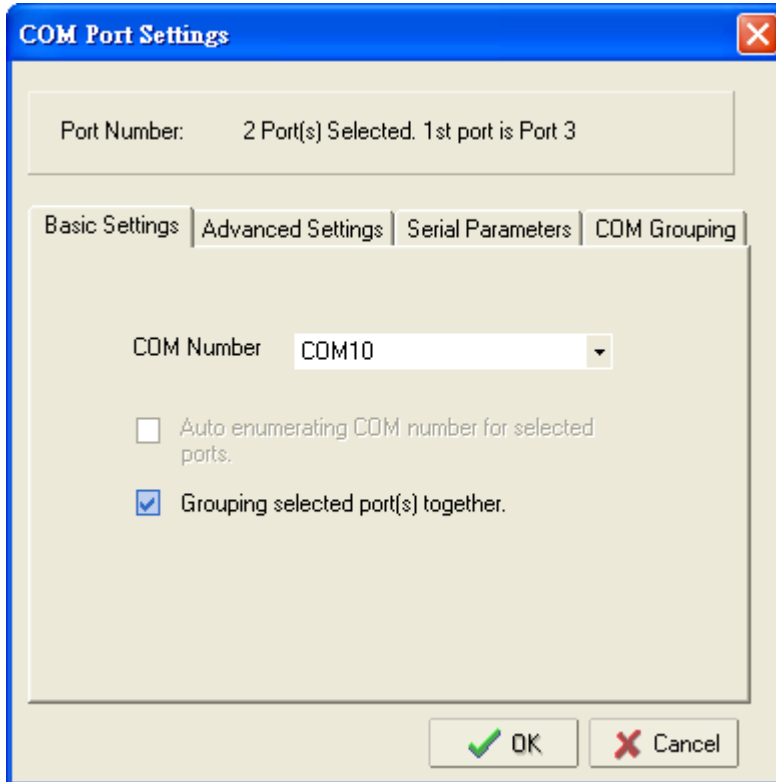 COM Port Settings
Port Number: 2 Port(s) Selected. 1st port is Port 3
Basic Settings Advanced Settings Serial Parameters COM Grouping
COM Number COM10
Auto enumerating COM number for selected
ports.
Grouping selected port(s) together.
OK Cancel